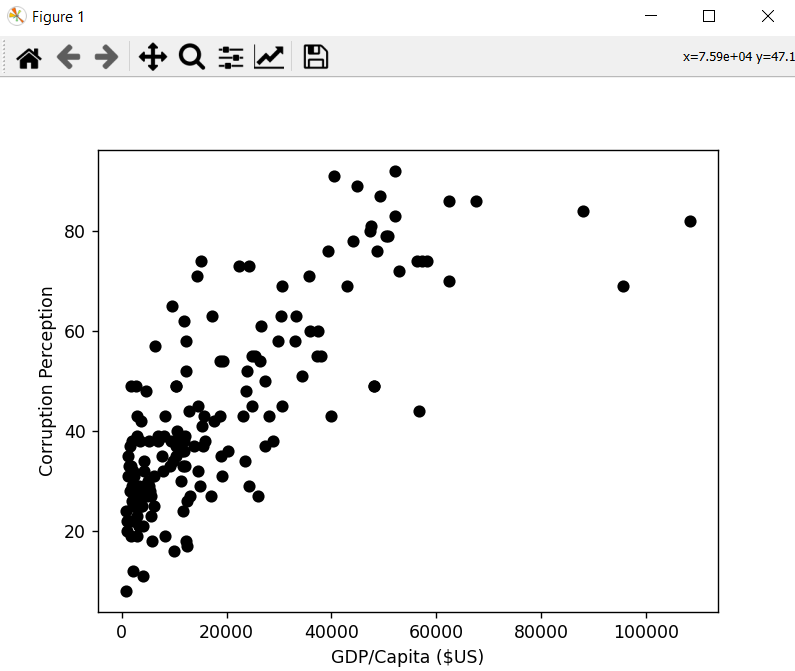 Figure 1
x=7.59e+04 y=47.1
80
60
40
20
0 20000 40000 60000 80000 100000
Corruption Perception
GDP/Capita ($US)